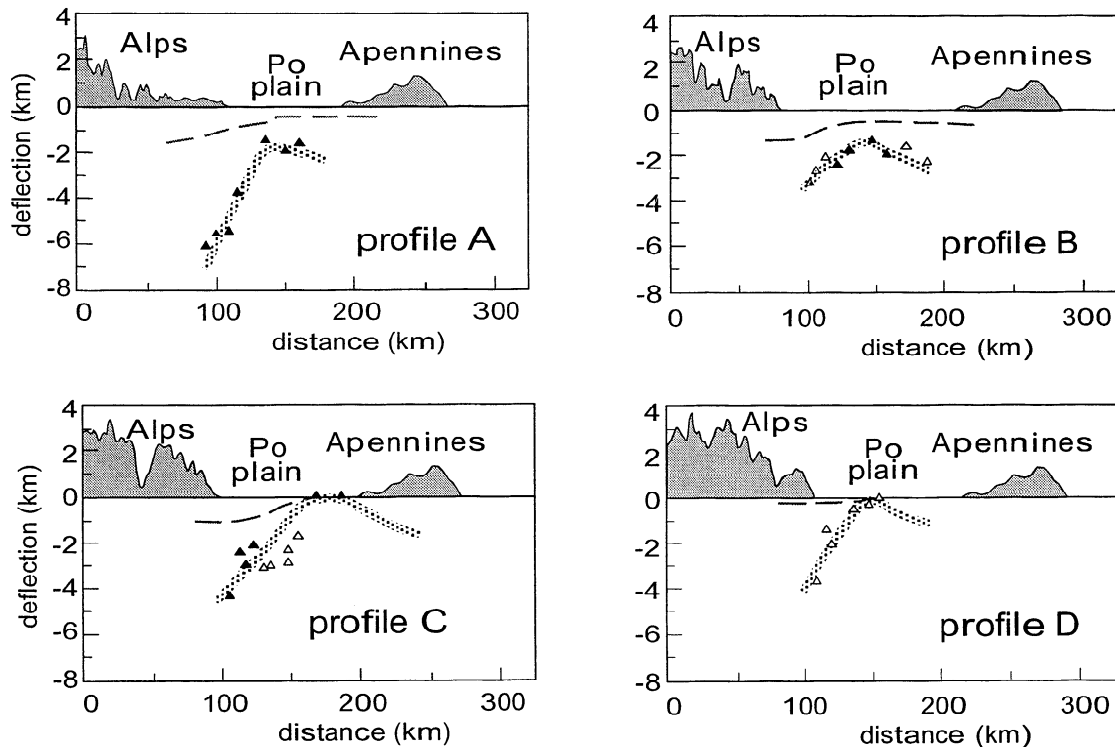 4
2
0
-2
-4
-6
-8
deflection (km)
Alps
Po
plain
Apennines
profile A
0
100
200
300
distance (km)
4
2
0
-2
-4
-6
-8
Alps
Po
plain
Apennines
profile B
0
100
200
300
distance (km)
4
2
0
-2
-4
-6
-8
deflection (km)
Alps
Po
plain
Apennines
profile C
0
100
200
300
distance (km)
4
2
0
-2
-4
-6
-8
Alps
Po
plain
Apennines
profile D
0
100
200
300
distance (km)